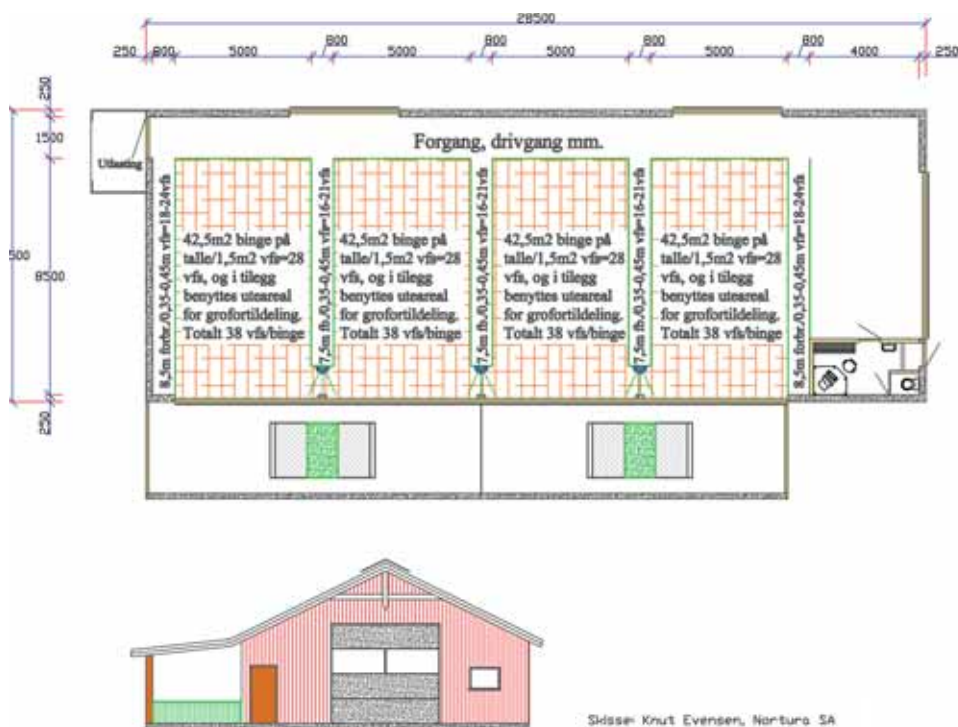 28500
250 800 5000 800 5000 800 5000 800 5000 800 4000 250
250
1500
8500
250
500
Utlasting
Forgang, drivgang mm.
8,5m forbr./0,35-0,45m vfs=18-24vfs
42,5m2 binge på
talle/1,5m2 vfs=28
vfs, og i tilegg
benyttes uteareal
for grofortildeling.
Totalt 38 vfs/binge
7,5m fb./0,35-0,45m vfs=16-21vfs
42,5m2 binge på
talle/1,5m2 vfs=28
vfs, og i tilegg
benyttes uteareal
for grofortildeling.
Totalt 38 vfs/binge
7,5m fb./0,35-0,45m vfs=16-21vfs
42,5m2 binge på
talle/1,5m2 vfs=28
vfs, og i tilegg
benyttes uteareal
for grofortildeling.
Totalt 38 vfs/binge
7,5m fb./0,35-0,45m vfs=16-21vfs
42,5m2 binge på
talle/1,5m2 vfs=28
vfs, og i tilegg
benyttes uteareal
for grofortildeling.
Totalt 38 vfs/binge
8,5m forbr./0,35-0,45m vfs=18-24vfs
Skisse: Knut Evensen, Nortura SA